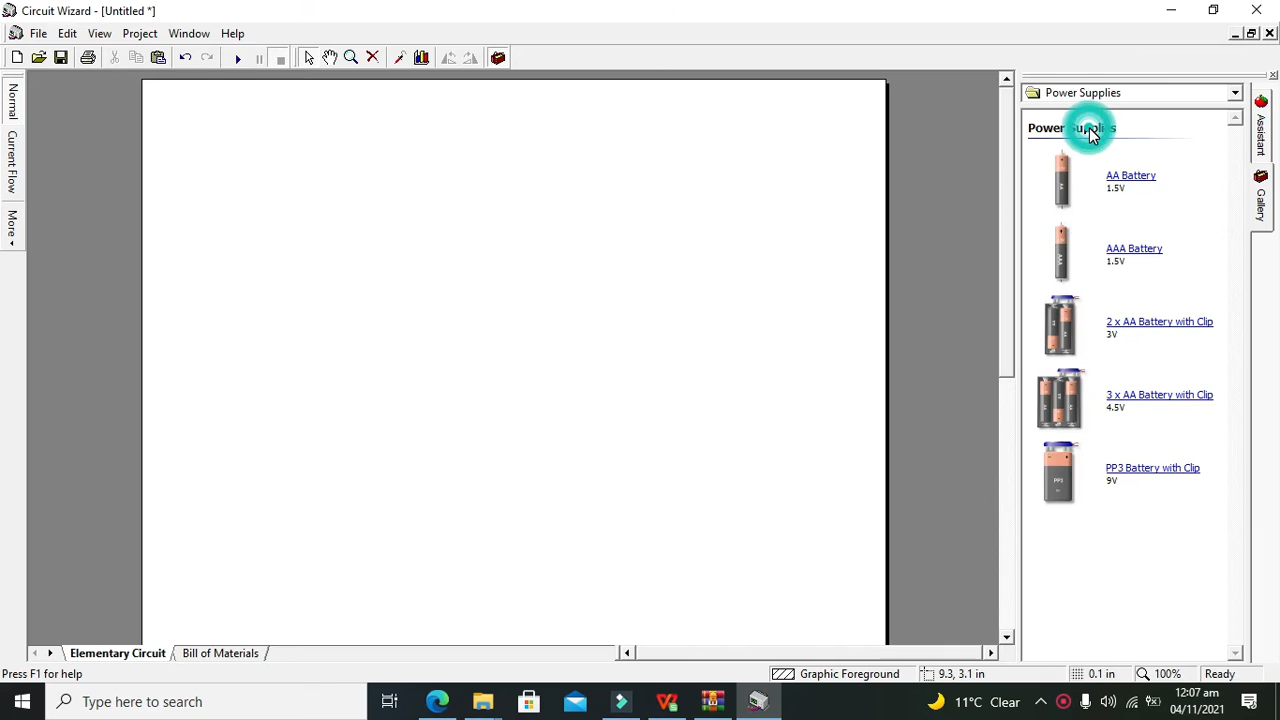 Circuit Wizard - [Untitled *]
File Edit View Project Window Help
Normal
Current Flow
More
Power Supplies
Power Supplies
AA Battery
1.5V
AAA Battery
1.5V
2 x AA Battery with Clip
3V
3 x AA Battery with Clip
4.5V
PP3 Battery with Clip
9V
Assistant
Gallery
Elementary Circuit
Bill of Materials
Press F1 for help
Graphic Foreground
9.3, 3.1 in
0.1 in
100%
Ready
Type here to search
11°C Clear
12:07 am
04/11/2021